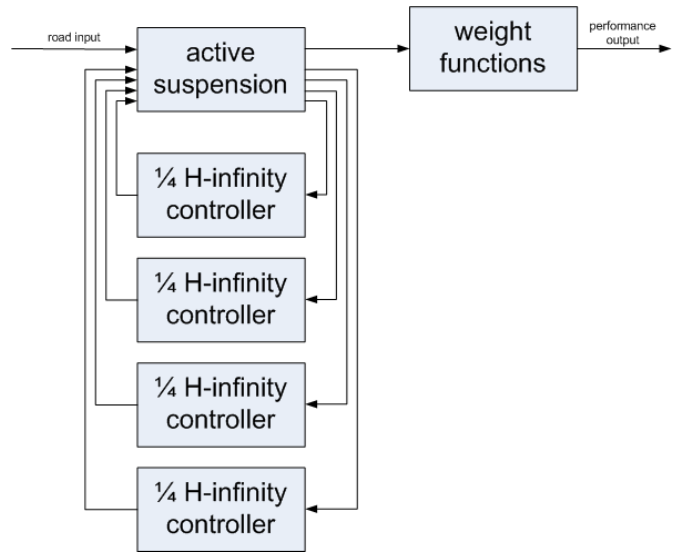 road input
active
suspension
weight
functions
performance
output
¼ H-infinity
controller
¼ H-infinity
controller
¼ H-infinity
controller
¼ H-infinity
controller